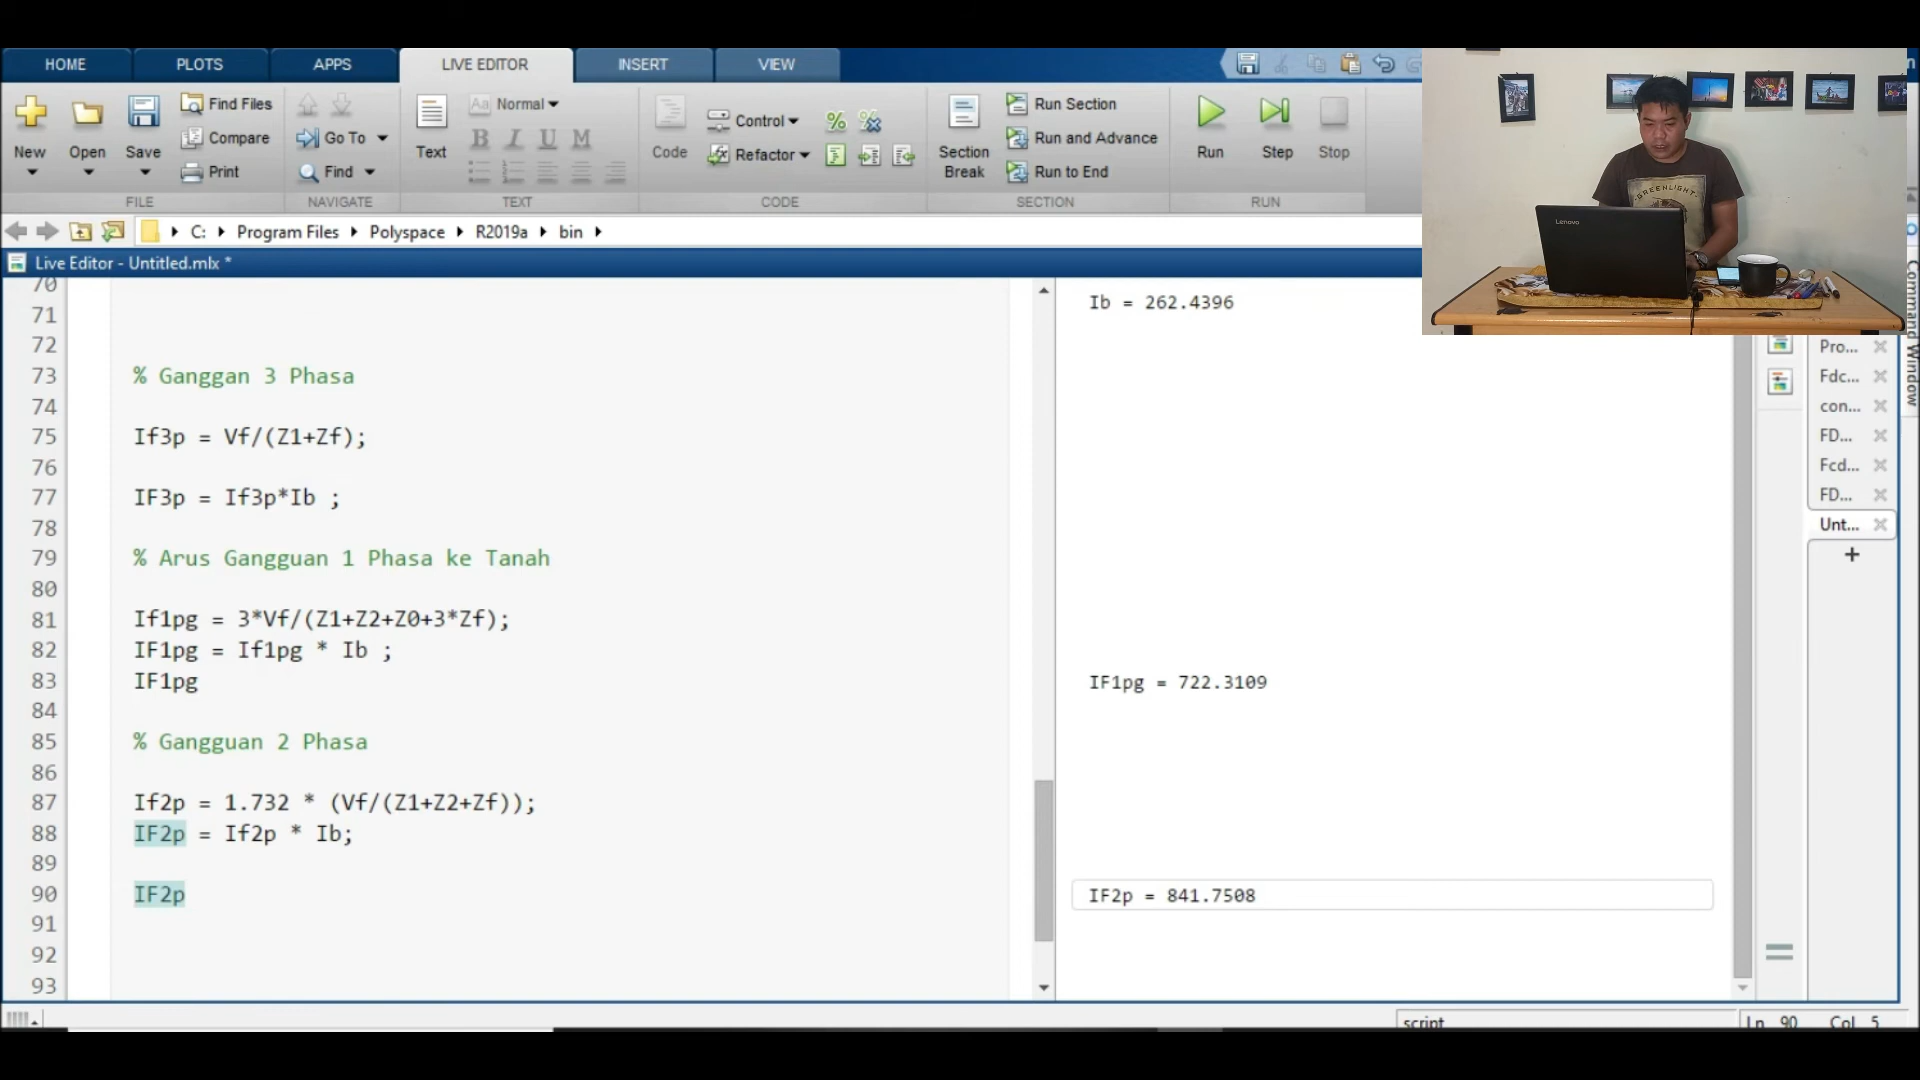 HOME PLOTS APPS LIVE EDITOR INSERT VIEW
New
Open
Save
Find Files
Compare
Print
FILE
Go To
Find
NAVIGATE
Text
Aa Normal
B I U M
TEXT
Code
Control
Refactor
CODE
Section
Break
Run Section
Run and Advance
Run to End
SECTION
Run
Step
Stop
RUN
C: Program Files Polyspace R2019a bin
Live Editor - Untitled.mlx *
70
71
72
73 % Ganggan 3 Phasa
74
75 If3p = Vf/(Z1+Zf);
76
77 IF3p = If3p*Ib ;
78
79 % Arus Gangguan 1 Phasa ke Tanah
80
81 If1pg = 3*Vf/(Z1+Z2+Z0+3*Zf);
82 IF1pg = If1pg * Ib ;
83 IF1pg
84
85 % Gangguan 2 Phasa
86
87 If2p = 1.732 * (Vf/(Z1+Z2+Zf));
88 IF2p = If2p * Ib;
89
90 IF2p
91
92
93
Ib = 262.4396
IF1pg = 722.3109
IF2p = 841.7508
Pro...
Fdc...
con...
FD...
Fcd...
FD...
Unt...
+
Command Window
GREENLIGHT
Lenovo
script
Ln 90 Col 5